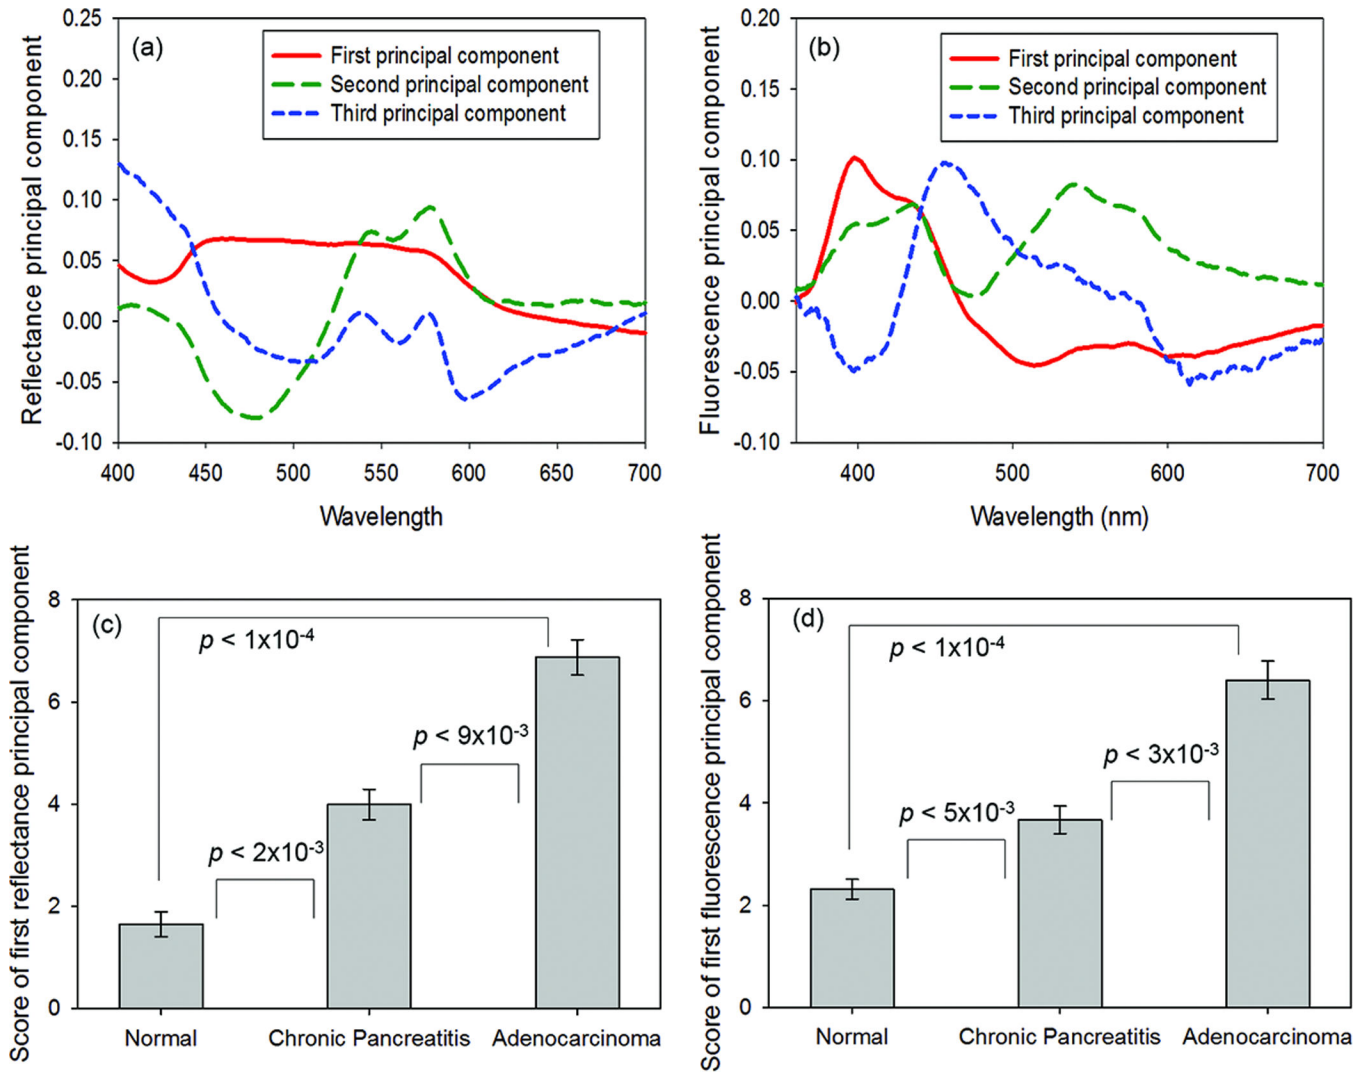 (a)
First principal component
Second principal component
Third principal component
Reflectance principal component
0.25
0.20
0.15
0.10
0.05
0.00
-0.05
-0.10
400 450 500 550 600 650 700
Wavelength
(b)
First principal component
Second principal component
Third principal component
Fluorescence principal component
0.20
0.15
0.10
0.05
0.00
-0.05
-0.10
400 450 500 600 700
Wavelength (nm)
(c)
Score of first reflectance principal component
8
6
4
2
0
p < 1x10-4
p < 9x10-3
p < 2x10-3
Normal Chronic Pancreatitis Adenocarcinoma
(d)
Score of first fluorescence principal component
8
6
4
2
0
p < 1x10-4
p < 3x10-3
p < 5x10-3
Normal Chronic Pancreatitis Adenocarcinoma